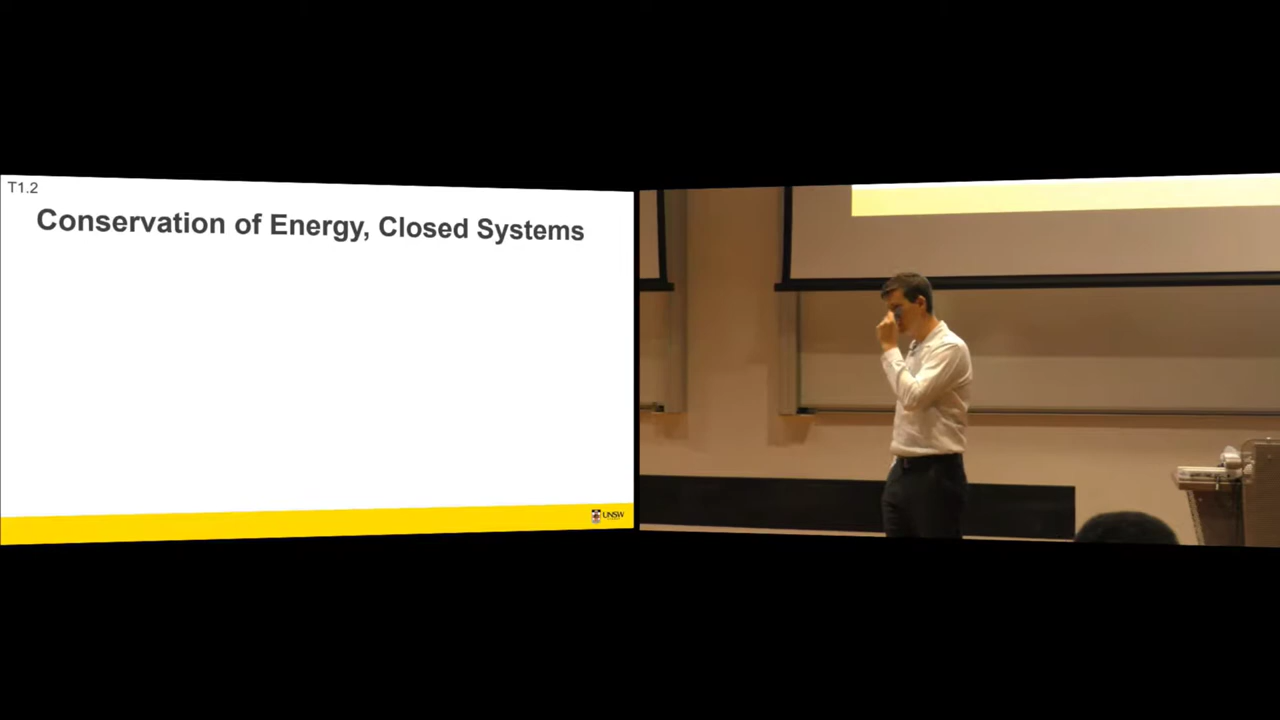 T1.2
Conservation of Energy, Closed Systems
UNSW